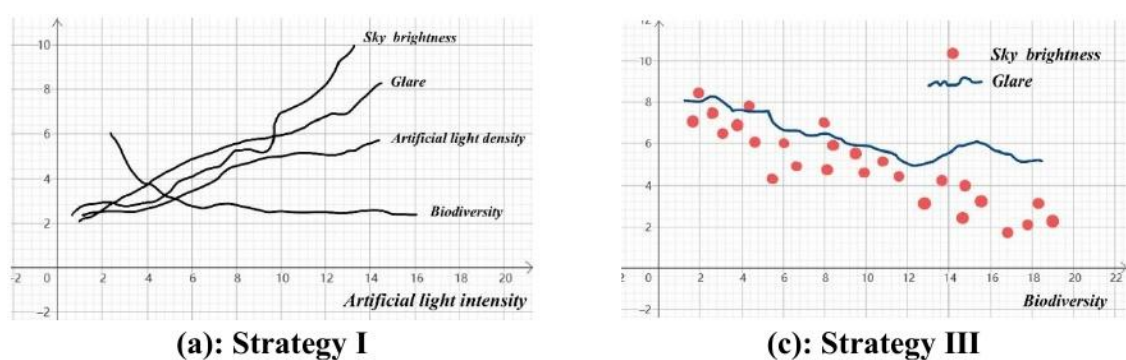 10
8
6
4
2
-2
-2 0 2 4 6 8 10 12 14 16 18 20
Sky brightness
Glare
Artificial light density
Biodiversity
Artificial light intensity
(a): Strategy I
12
10
8
6
4
2
-2
-2 0 2 4 6 8 10 12 14 16 18 20 22
Sky brightness
Glare
Biodiversity
(c): Strategy III